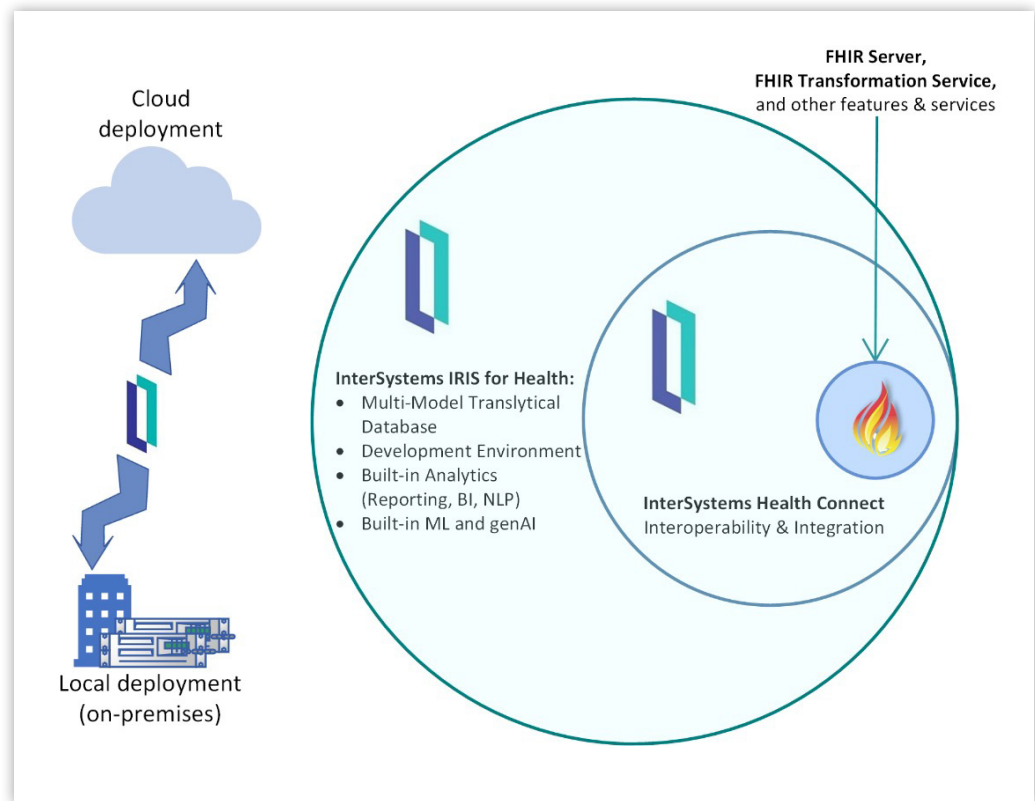 FHIR Server,
FHIR Transformation Service,
and other features & services
Cloud
deployment
InterSystems IRIS for Health:
• Multi-Model Translytical
Database
• Development Environment
• Built-in Analytics
(Reporting, BI, NLP)
• Built-in ML and genAI
InterSystems Health Connect
Interoperability & Integration
Local deployment
(on-premises)